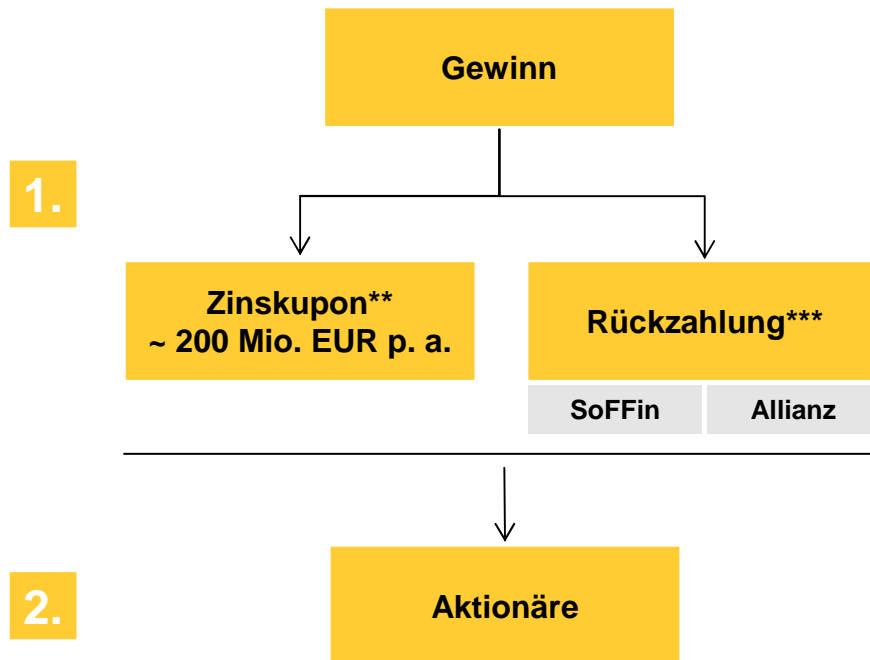 Gewinn
1.
Zinskupon**
~ 200 Mio. EUR p. a.
Rückzahlung***
SoFFin
Allianz
2.
Aktionäre